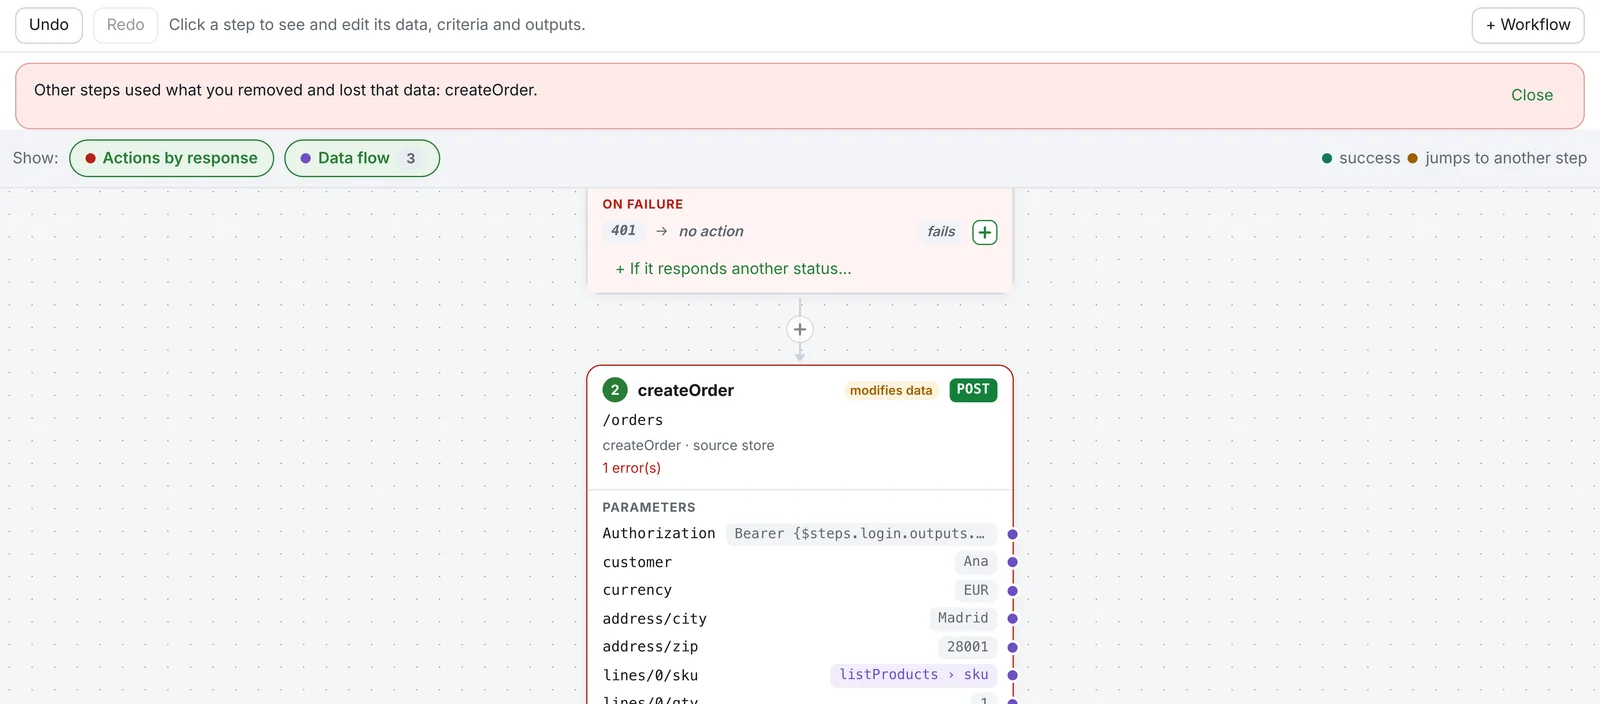 Undo
Redo
Click a step to see and edit its data, criteria and outputs.
+ Workflow
Other steps used what you removed and lost that data: createOrder.
Close
Show:
Actions by response
Data flow 3
success
jumps to another step
ON FAILURE
401 → no action
fails
+
+ If it responds another status...
+
2 createOrder
modifies data
POST
/orders
createOrder · source store
1 error(s)
PARAMETERS
Authorization Bearer {$steps.login.outputs.…
customer Ana
currency EUR
address/city Madrid
address/zip 28001
lines/0/sku listProducts › sku
lines/0/qty 1